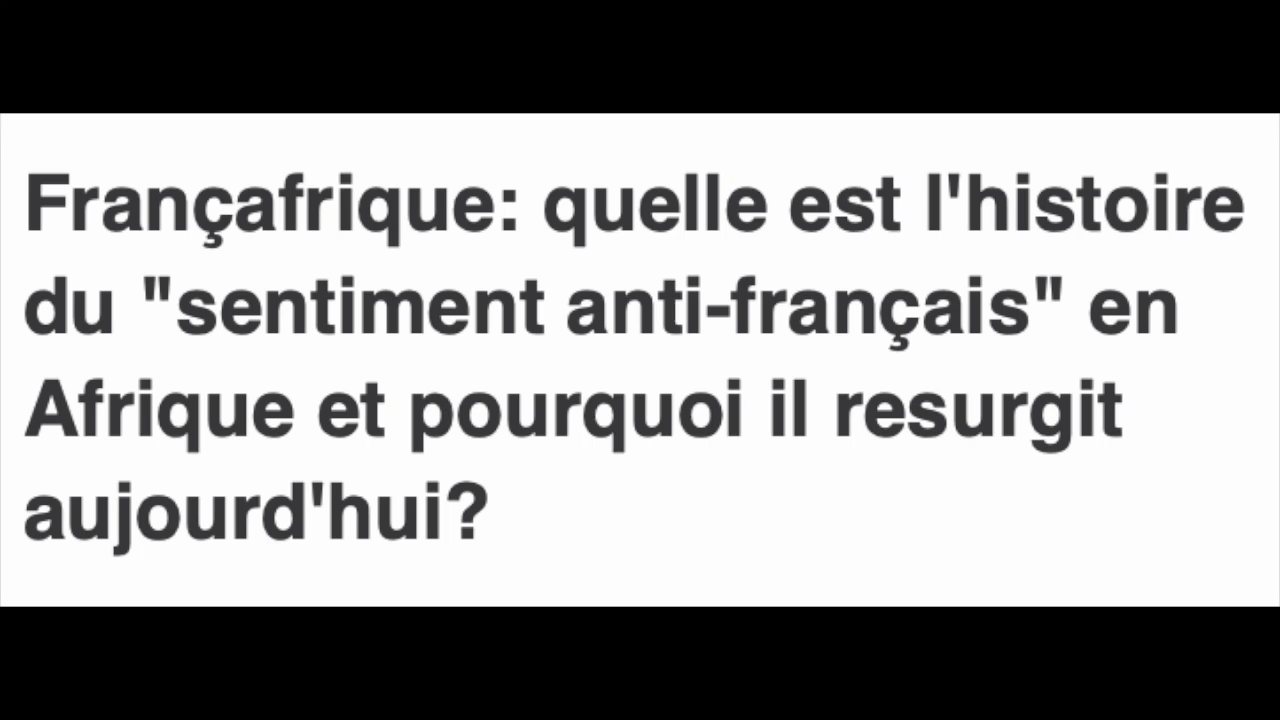 Françafrique: quelle est l'histoire
du "sentiment anti-français" en
Afrique et pourquoi il resurgit
aujourd'hui?